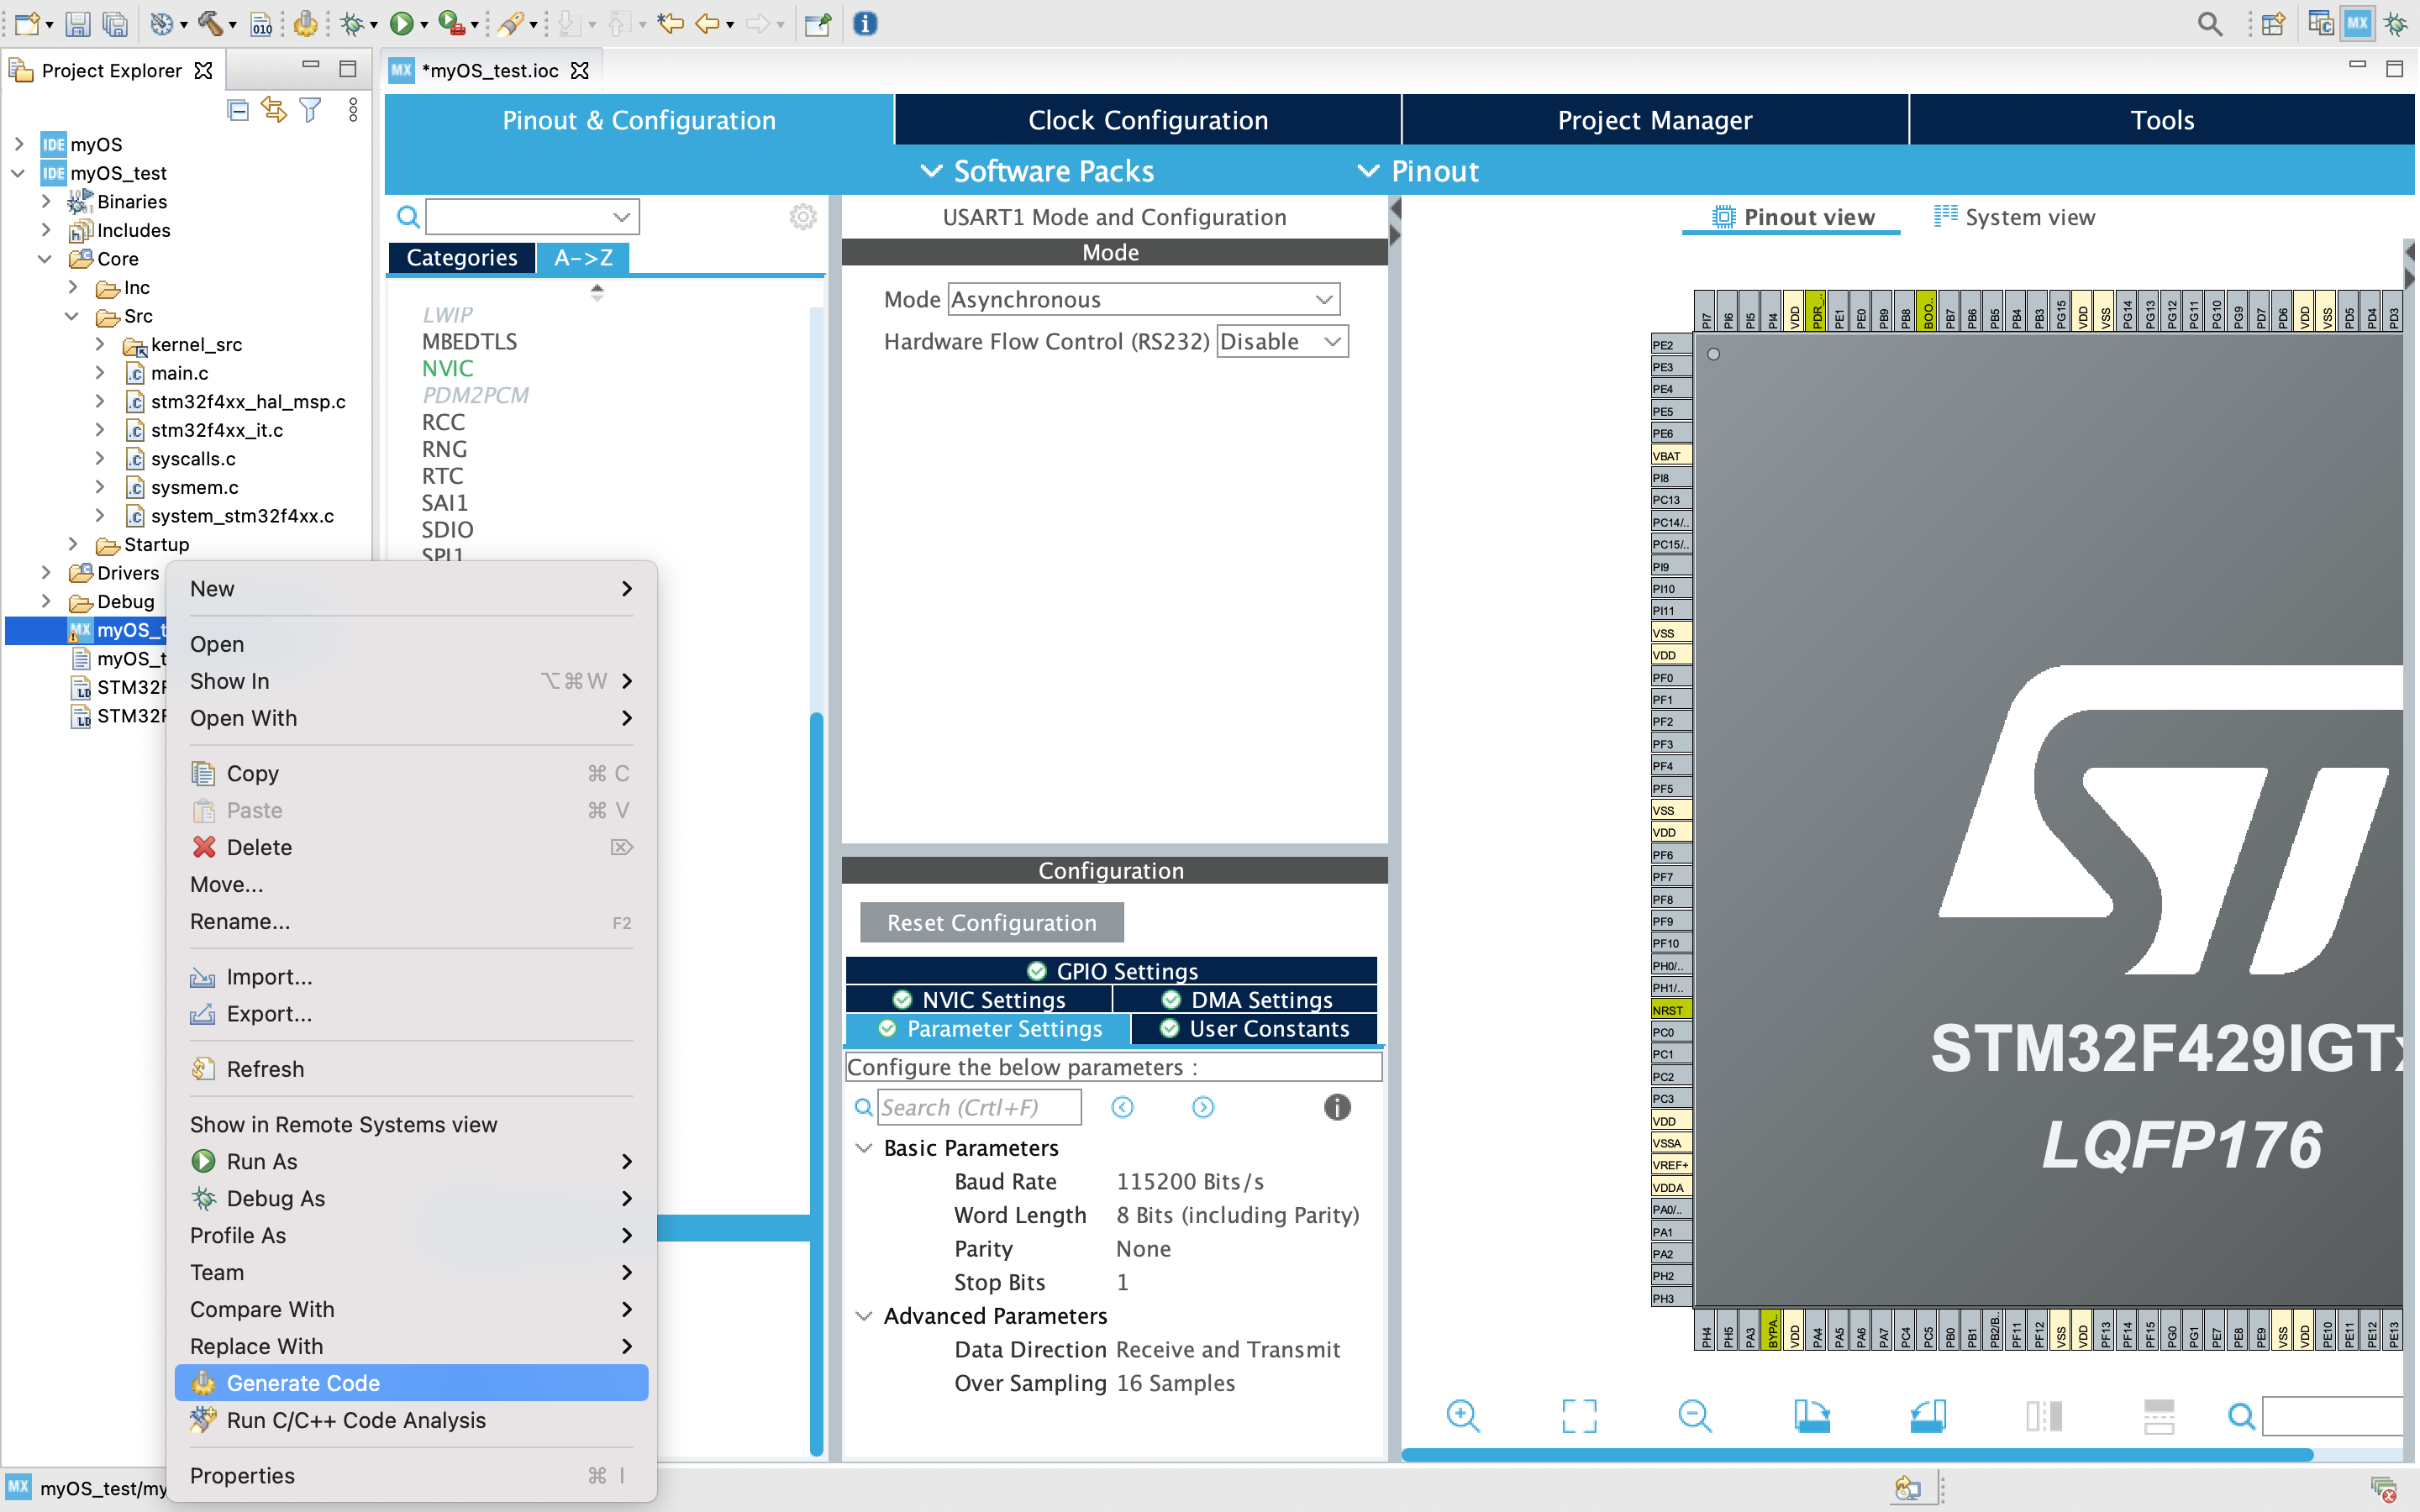 010
MX
Project Explorer
MX *myOS_test.ioc
Pinout & Configuration
Clock Configuration
Project Manager
Tools
Software Packs
Pinout
IDE myOS
IDE myOS_test
Binaries
Includes
Core
Inc
Src
kernel_src
main.c
stm32f4xx_hal_msp.c
stm32f4xx_it.c
syscalls.c
sysmem.c
system_stm32f4xx.c
Startup
Drivers
Debug
MX myOS_t
myOS_t
STM32F
STM32F
Categories
A->Z
LWIP
MBEDTLS
NVIC
PDM2PCM
RCC
RNG
RTC
SAI1
SDIO
SPI1
New
Open
Show In ⌥⌘W
Open With
Copy ⌘ C
Paste ⌘ V
Delete ⌦
Move...
Rename... F2
Import...
Export...
Refresh
Show in Remote Systems view
Run As
Debug As
Profile As
Team
Compare With
Replace With
Generate Code
Run C/C++ Code Analysis
Properties ⌘ I
USART1 Mode and Configuration
Mode
Mode Asynchronous
Hardware Flow Control (RS232) Disable
Configuration
Reset Configuration
GPIO Settings
NVIC Settings
DMA Settings
Parameter Settings
User Constants
Configure the below parameters :
Search (Crtl+F)
Basic Parameters
Baud Rate 115200 Bits/s
Word Length 8 Bits (including Parity)
Parity None
Stop Bits 1
Advanced Parameters
Data Direction Receive and Transmit
Over Sampling 16 Samples
Pinout view
System view
PI7 PI6 PI5 PI4 VDD PDR_.. PE1 PE0 PB9 PB8 BOO.. PB7 PB6 PB5 PB4 PB3 PG15 VDD VSS PG14 PG13 PG12 PG11 PG10 PG9 PD7 PD6 VDD VSS PD5 PD4 PD3
PE2
PE3
PE4
PE5
PE6
VBAT
PI8
PC13
PC14/..
PC15/..
PI9
PI10
PI11
VSS
VDD
PF0
PF1
PF2
PF3
PF4
PF5
VSS
VDD
PF6
PF7
PF8
PF9
PF10
PH0/..
PH1/..
NRST
PC0
PC1
PC2
PC3
VDD
VSSA
VREF+
VDDA
PA0/..
PA1
PA2
PH2
PH3
STM32F429IGTx
LQFP176
PH4 PH5 PA3 BYPA.. VDD PA4 PA5 PA6 PA7 PC4 PC5 PB0 PB1 PB2/B.. PF11 PF12 VSS VDD PF13 PF14 PF15 PG0 PG1 PE7 PE8 PE9 VSS VDD PE10 PE11 PE12 PE13
MX myOS_test/my